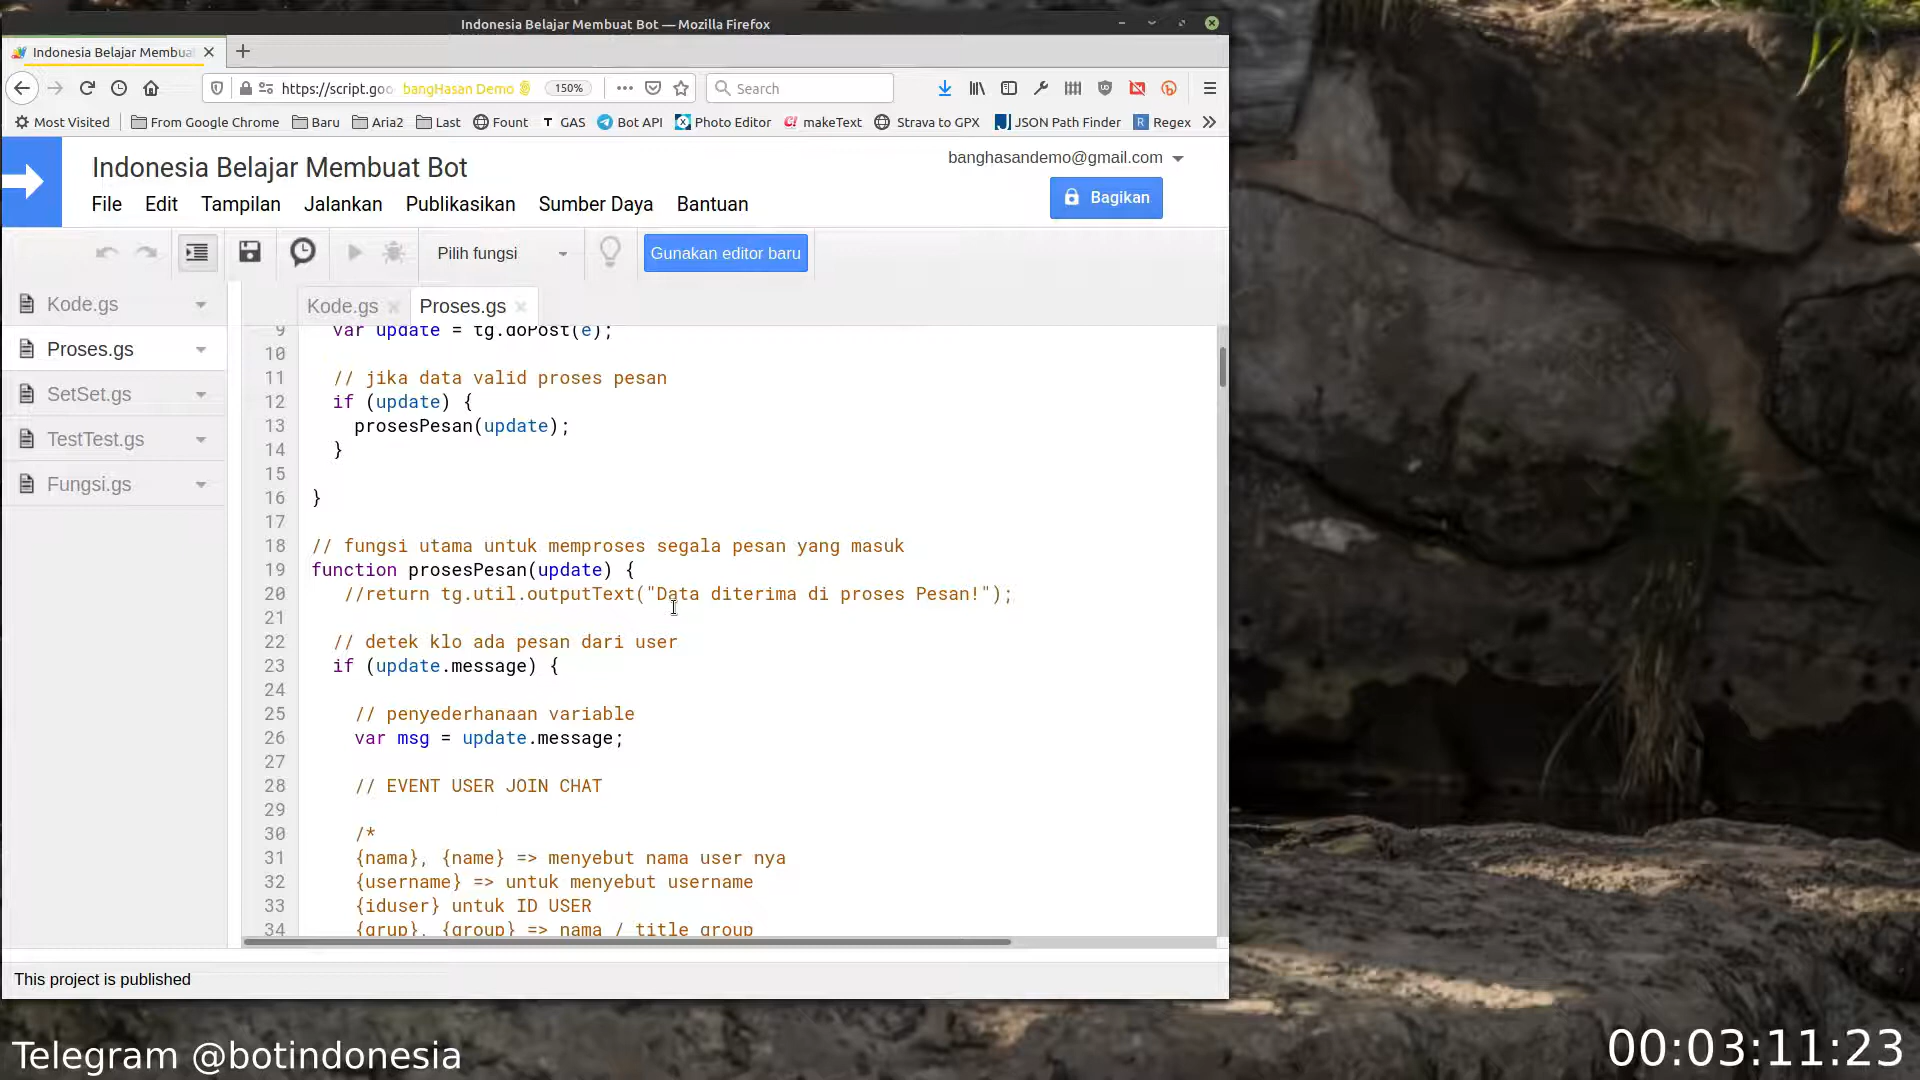 Indonesia Belajar Membuat Bot — Mozilla Firefox
Indonesia Belajar Membua
https://script.goo bangHasan Demo 150% Search
Most Visited From Google Chrome Baru Aria2 Last Fount T GAS Bot API Photo Editor makeText Strava to GPX JSON Path Finder R Regex
Indonesia Belajar Membuat Bot
banghasandemo@gmail.com
File Edit Tampilan Jalankan Publikasikan Sumber Daya Bantuan
Bagikan
Pilih fungsi Gunakan editor baru
Kode.gs
Proses.gs
SetSet.gs
TestTest.gs
Fungsi.gs
Kode.gs Proses.gs
9 var update = tg.doPost(e);
10
11 // jika data valid proses pesan
12 if (update) {
13 prosesPesan(update);
14 }
15
16 }
17
18 // fungsi utama untuk memproses segala pesan yang masuk
19 function prosesPesan(update) {
20 //return tg.util.outputText("Data diterima di proses Pesan!");
21
22 // detek klo ada pesan dari user
23 if (update.message) {
24
25 // penyederhanaan variable
26 var msg = update.message;
27
28 // EVENT USER JOIN CHAT
29
30 /*
31 {nama}, {name} => menyebut nama user nya
32 {username} => untuk menyebut username
33 {iduser} untuk ID USER
34 {grup}, {group} => nama / title group
This project is published
Telegram @botindonesia
00:03:11:23